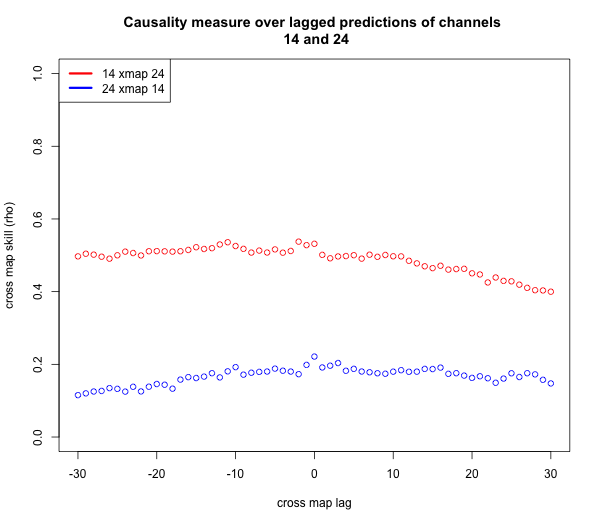 Causality measure over lagged predictions of channels
14 and 24
14 xmap 24
24 xmap 14
cross map skill (rho)
1.0
0.8
0.6
0.4
0.2
0.0
-30 -20 -10 0 10 20 30
cross map lag